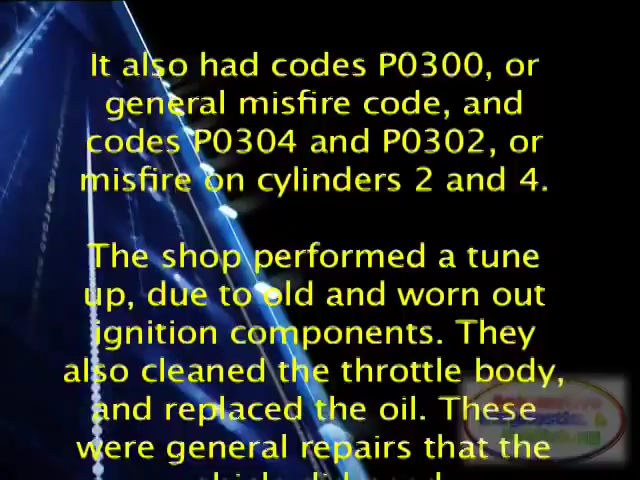 It also had codes P0300, or
general misfire code, and
codes P0304 and P0302, or
misfire on cylinders 2 and 4.
The shop performed a tune
up, due to old and worn out
ignition components. They
also cleaned the throttle body,
and replaced the oil. These
were general repairs that the